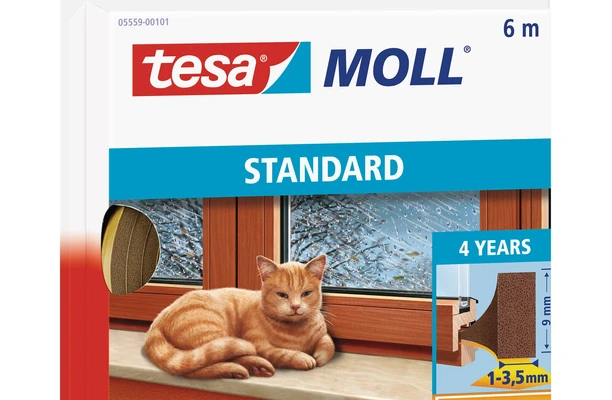 05559-00101
6 m
tesa® MOLL®
STANDARD
4 YEARS
9 mm
1-3,5mm